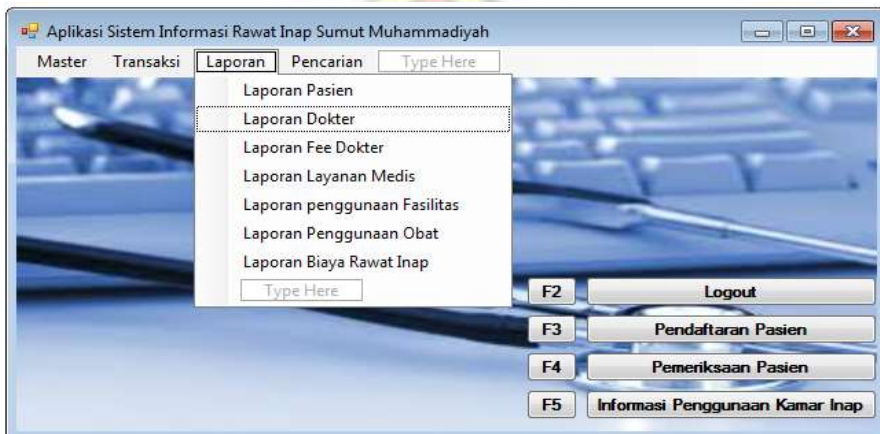 Aplikasi Sistem Informasi Rawat Inap Sumut Muhammadiyah
Master Transaksi Laporan Pencarian Type Here
Laporan Pasien
Laporan Dokter
Laporan Fee Dokter
Laporan Layanan Medis
Laporan penggunaan Fasilitas
Laporan Penggunaan Obat
Laporan Biaya Rawat Inap
Type Here
F2 Logout
F3 Pendaftaran Pasien
F4 Pemeriksaan Pasien
F5 Informasi Penggunaan Kamar Inap